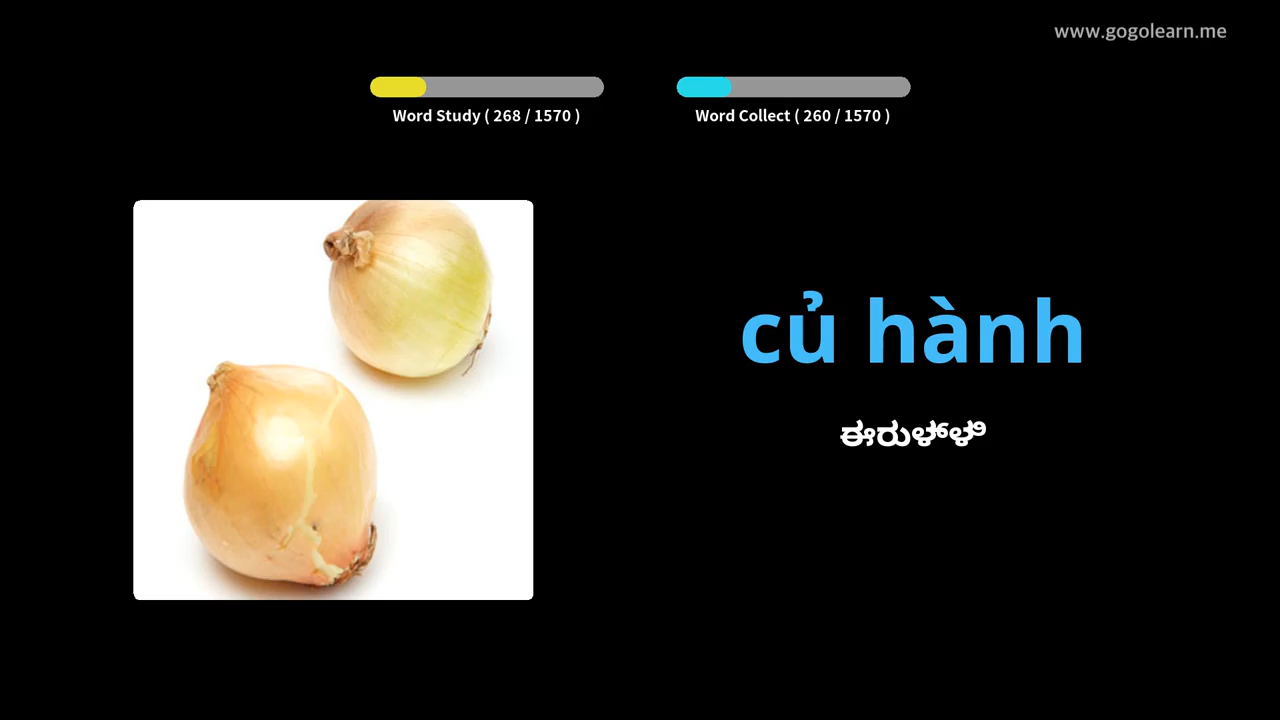 www.gogolearn.me
Word Study ( 268 / 1570 )
Word Collect ( 260 / 1570 )
củ hành
ಈರುಳ್ಳಿ